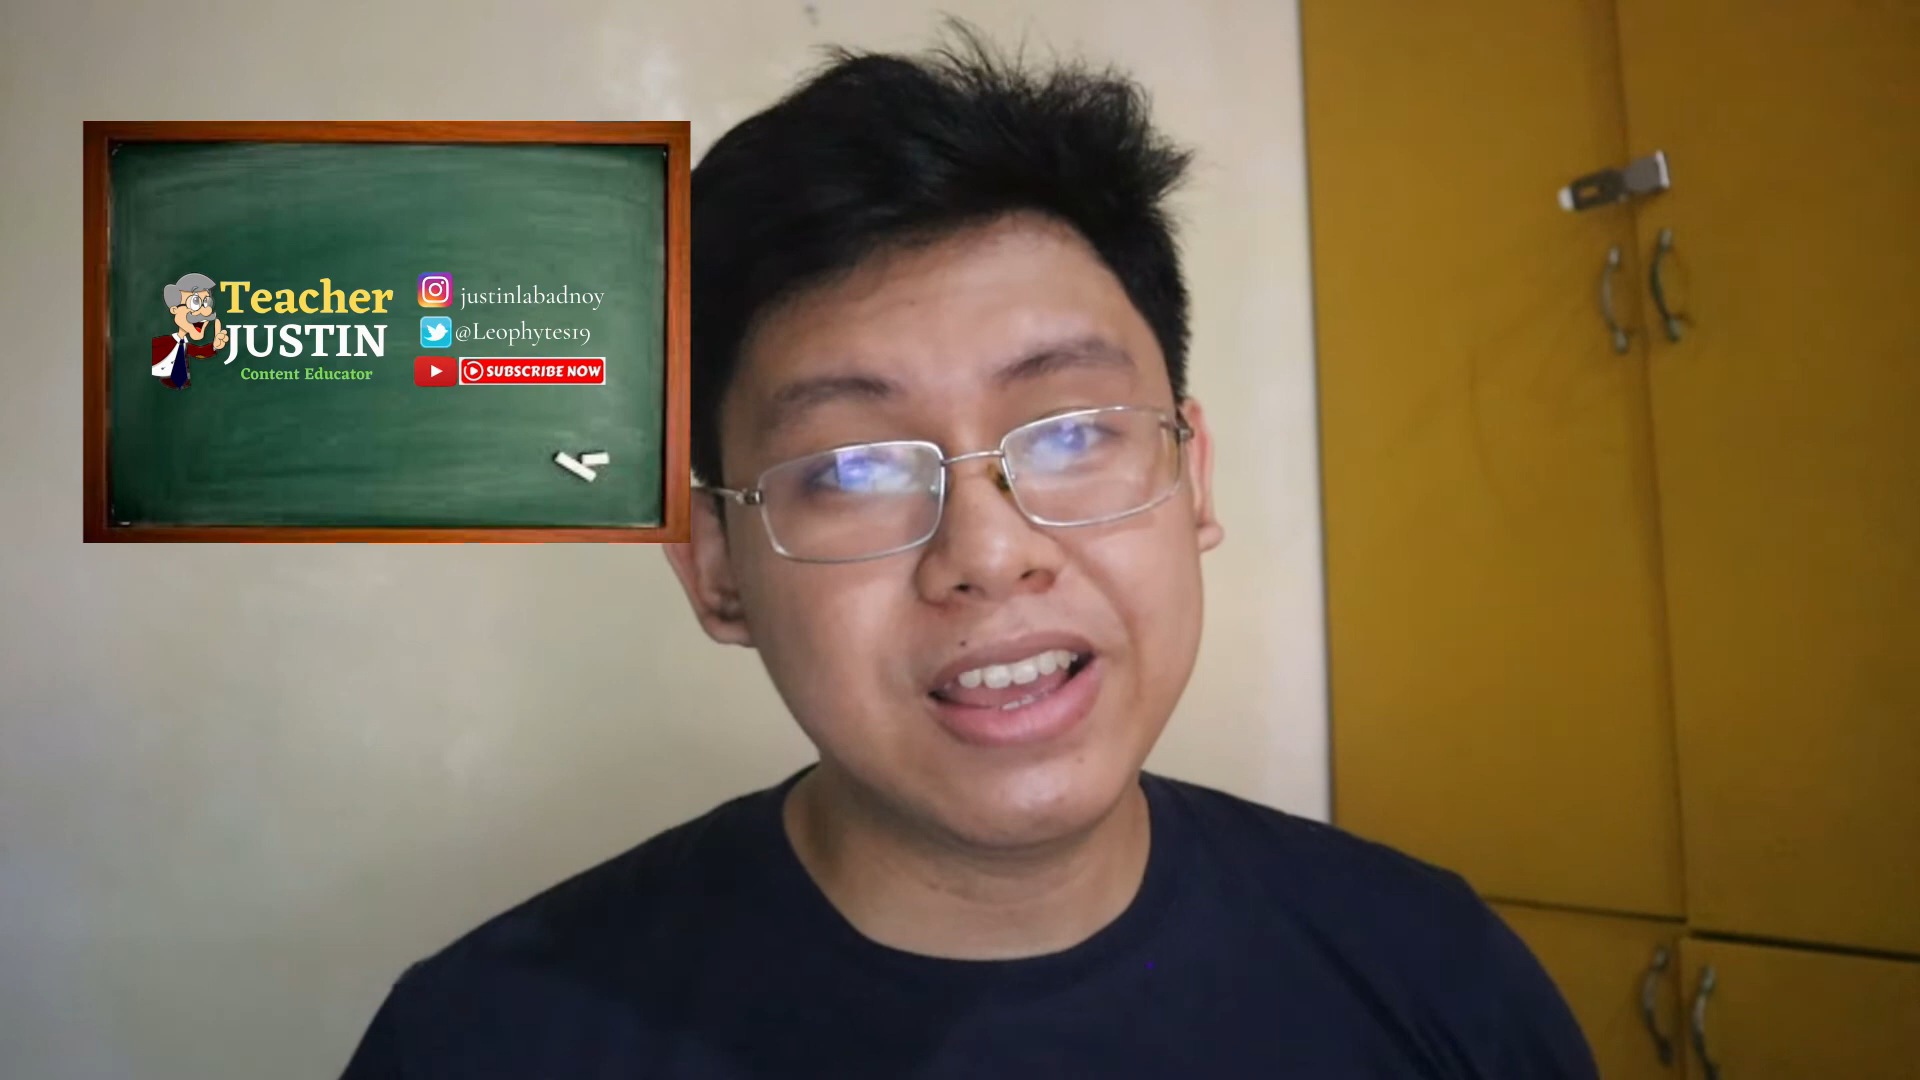 Teacher
JUSTIN
Content Educator
justinlabadnoy
@Leophytes19
SUBSCRIBE NOW